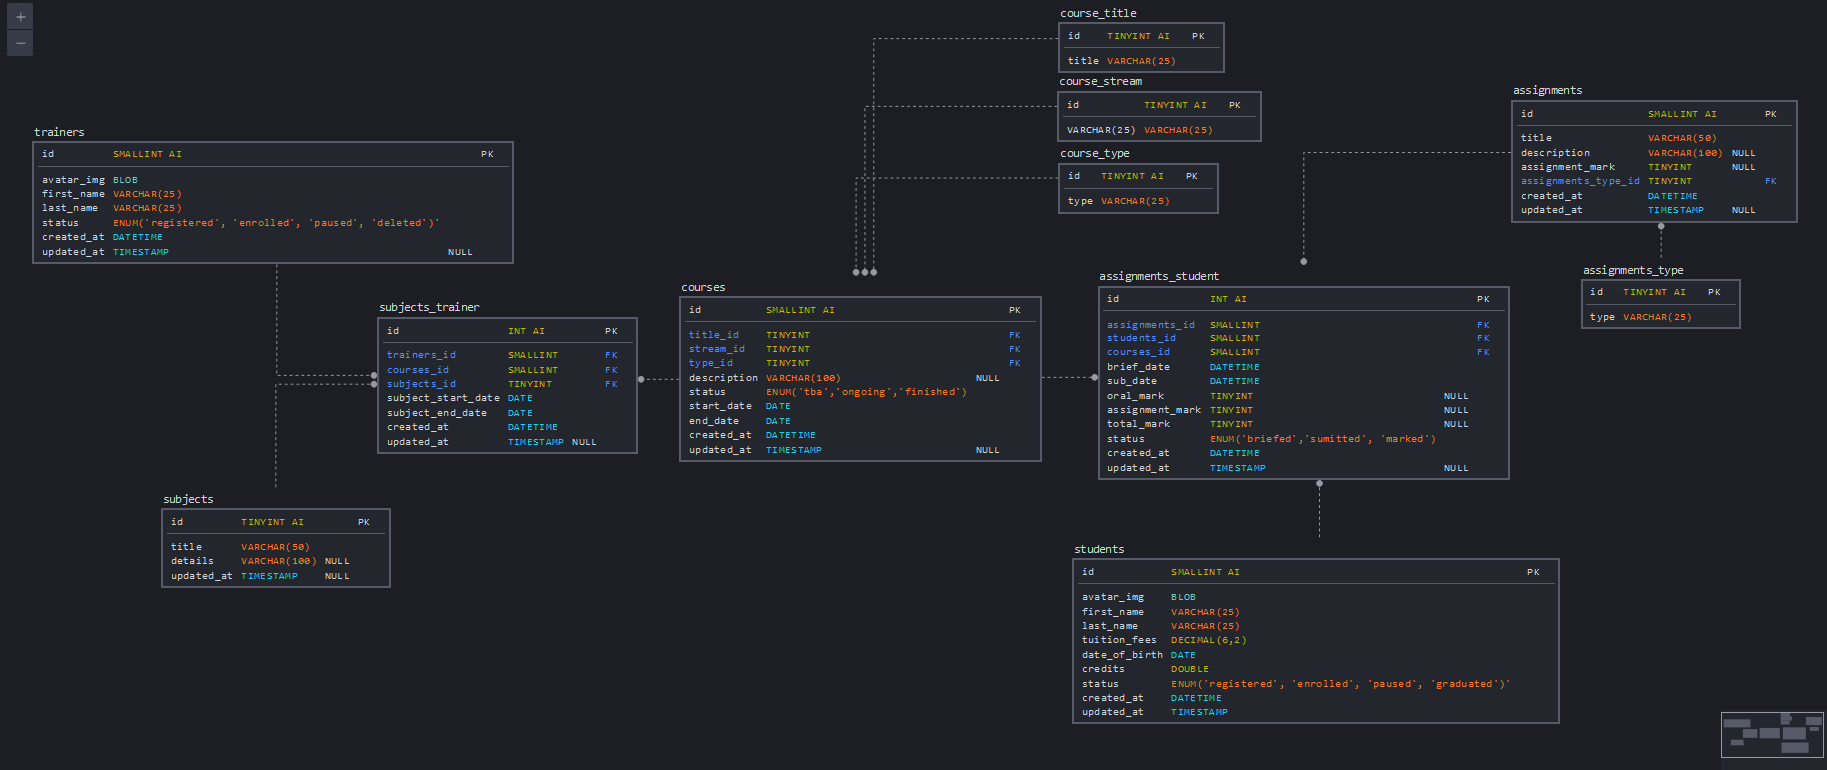 +
−
course_title
id TINYINT AI PK
title VARCHAR(25)
course_stream
id TINYINT AI PK
VARCHAR(25) VARCHAR(25)
course_type
id TINYINT AI PK
type VARCHAR(25)
assignments
id SMALLINT AI PK
title VARCHAR(50)
description VARCHAR(100) NULL
assignment_mark TINYINT NULL
assignments_type_id TINYINT FK
created_at DATETIME
updated_at TIMESTAMP NULL
trainers
id SMALLINT AI PK
avatar_img BLOB
first_name VARCHAR(25)
last_name VARCHAR(25)
status ENUM('registered', 'enrolled', 'paused', 'deleted')'
created_at DATETIME
updated_at TIMESTAMP NULL
assignments_type
id TINYINT AI PK
type VARCHAR(25)
subjects_trainer
id INT AI PK
trainers_id SMALLINT FK
courses_id SMALLINT FK
subjects_id TINYINT FK
subject_start_date DATE
subject_end_date DATE
created_at DATETIME
updated_at TIMESTAMP NULL
courses
id SMALLINT AI PK
title_id TINYINT FK
stream_id TINYINT FK
type_id TINYINT FK
description VARCHAR(100) NULL
status ENUM('tba','ongoing','finished')
start_date DATE
end_date DATE
created_at DATETIME
updated_at TIMESTAMP NULL
assignments_student
id INT AI PK
assignments_id SMALLINT FK
students_id SMALLINT FK
courses_id SMALLINT FK
brief_date DATETIME
sub_date DATETIME
oral_mark TINYINT NULL
assignment_mark TINYINT NULL
total_mark TINYINT NULL
status ENUM('briefed','sumitted', 'marked')
created_at DATETIME
updated_at TIMESTAMP NULL
subjects
id TINYINT AI PK
title VARCHAR(50)
details VARCHAR(100) NULL
updated_at TIMESTAMP NULL
students
id SMALLINT AI PK
avatar_img BLOB
first_name VARCHAR(25)
last_name VARCHAR(25)
tuition_fees DECIMAL(6,2)
date_of_birth DATE
credits DOUBLE
status ENUM('registered', 'enrolled', 'paused', 'graduated')'
created_at DATETIME
updated_at TIMESTAMP